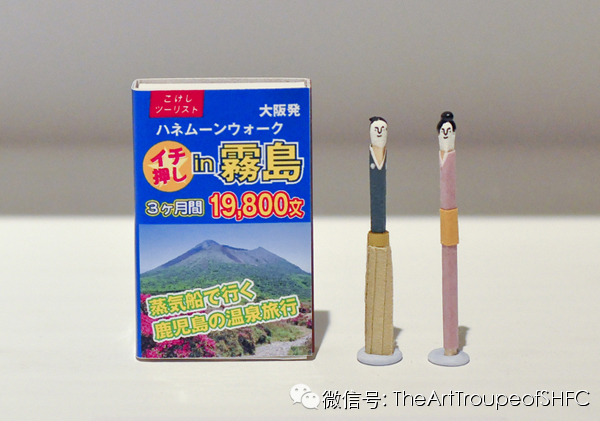 こけし
ツーリスト
大阪発
ハネムーンウォーク
イチ
押し
in 霧島
3ヶ月間 19,800文
蒸気船で行く
鹿児島の温泉旅行
微信号: TheArtTroupeofSHFC